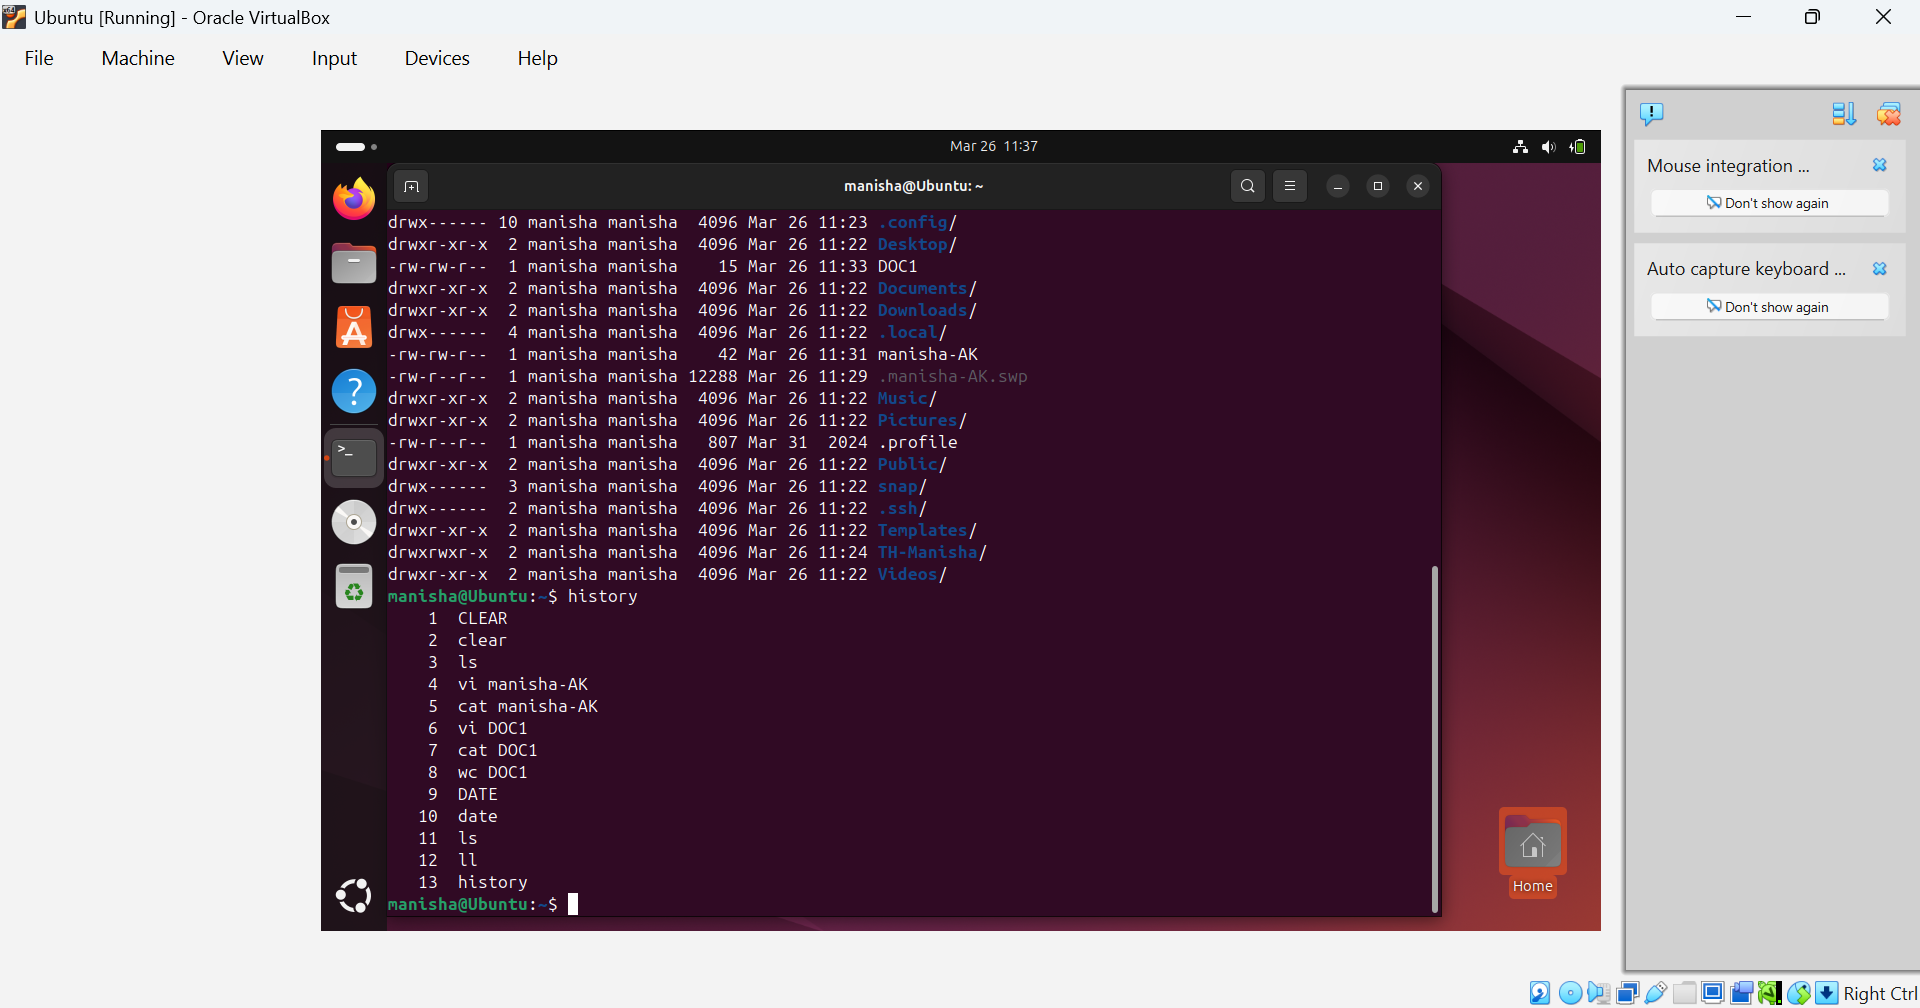 Ubuntu [Running] - Oracle VirtualBox
File Machine View Input Devices Help
Mar 26 11:37
manisha@Ubuntu: ~
drwx------ 10 manisha manisha  4096 Mar 26 11:23 .config/
drwxr-xr-x  2 manisha manisha  4096 Mar 26 11:22 Desktop/
-rw-rw-r--  1 manisha manisha    15 Mar 26 11:33 DOC1
drwxr-xr-x  2 manisha manisha  4096 Mar 26 11:22 Documents/
drwxr-xr-x  2 manisha manisha  4096 Mar 26 11:22 Downloads/
drwx------  4 manisha manisha  4096 Mar 26 11:22 .local/
-rw-rw-r--  1 manisha manisha    42 Mar 26 11:31 manisha-AK
-rw-r--r--  1 manisha manisha 12288 Mar 26 11:29 .manisha-AK.swp
drwxr-xr-x  2 manisha manisha  4096 Mar 26 11:22 Music/
drwxr-xr-x  2 manisha manisha  4096 Mar 26 11:22 Pictures/
-rw-r--r--  1 manisha manisha   807 Mar 31  2024 .profile
drwxr-xr-x  2 manisha manisha  4096 Mar 26 11:22 Public/
drwx------  3 manisha manisha  4096 Mar 26 11:22 snap/
drwx------  2 manisha manisha  4096 Mar 26 11:22 .ssh/
drwxr-xr-x  2 manisha manisha  4096 Mar 26 11:22 Templates/
drwxrwxr-x  2 manisha manisha  4096 Mar 26 11:24 TH-Manisha/
drwxr-xr-x  2 manisha manisha  4096 Mar 26 11:22 Videos/
manisha@Ubuntu:~$ history
    1  CLEAR
    2  clear
    3  ls
    4  vi manisha-AK
    5  cat manisha-AK
    6  vi DOC1
    7  cat DOC1
    8  wc DOC1
    9  DATE
   10  date
   11  ls
   12  ll
   13  history
manisha@Ubuntu:~$
Home
Mouse integration ...
Don't show again
Auto capture keyboard ...
Don't show again
Right Ctrl